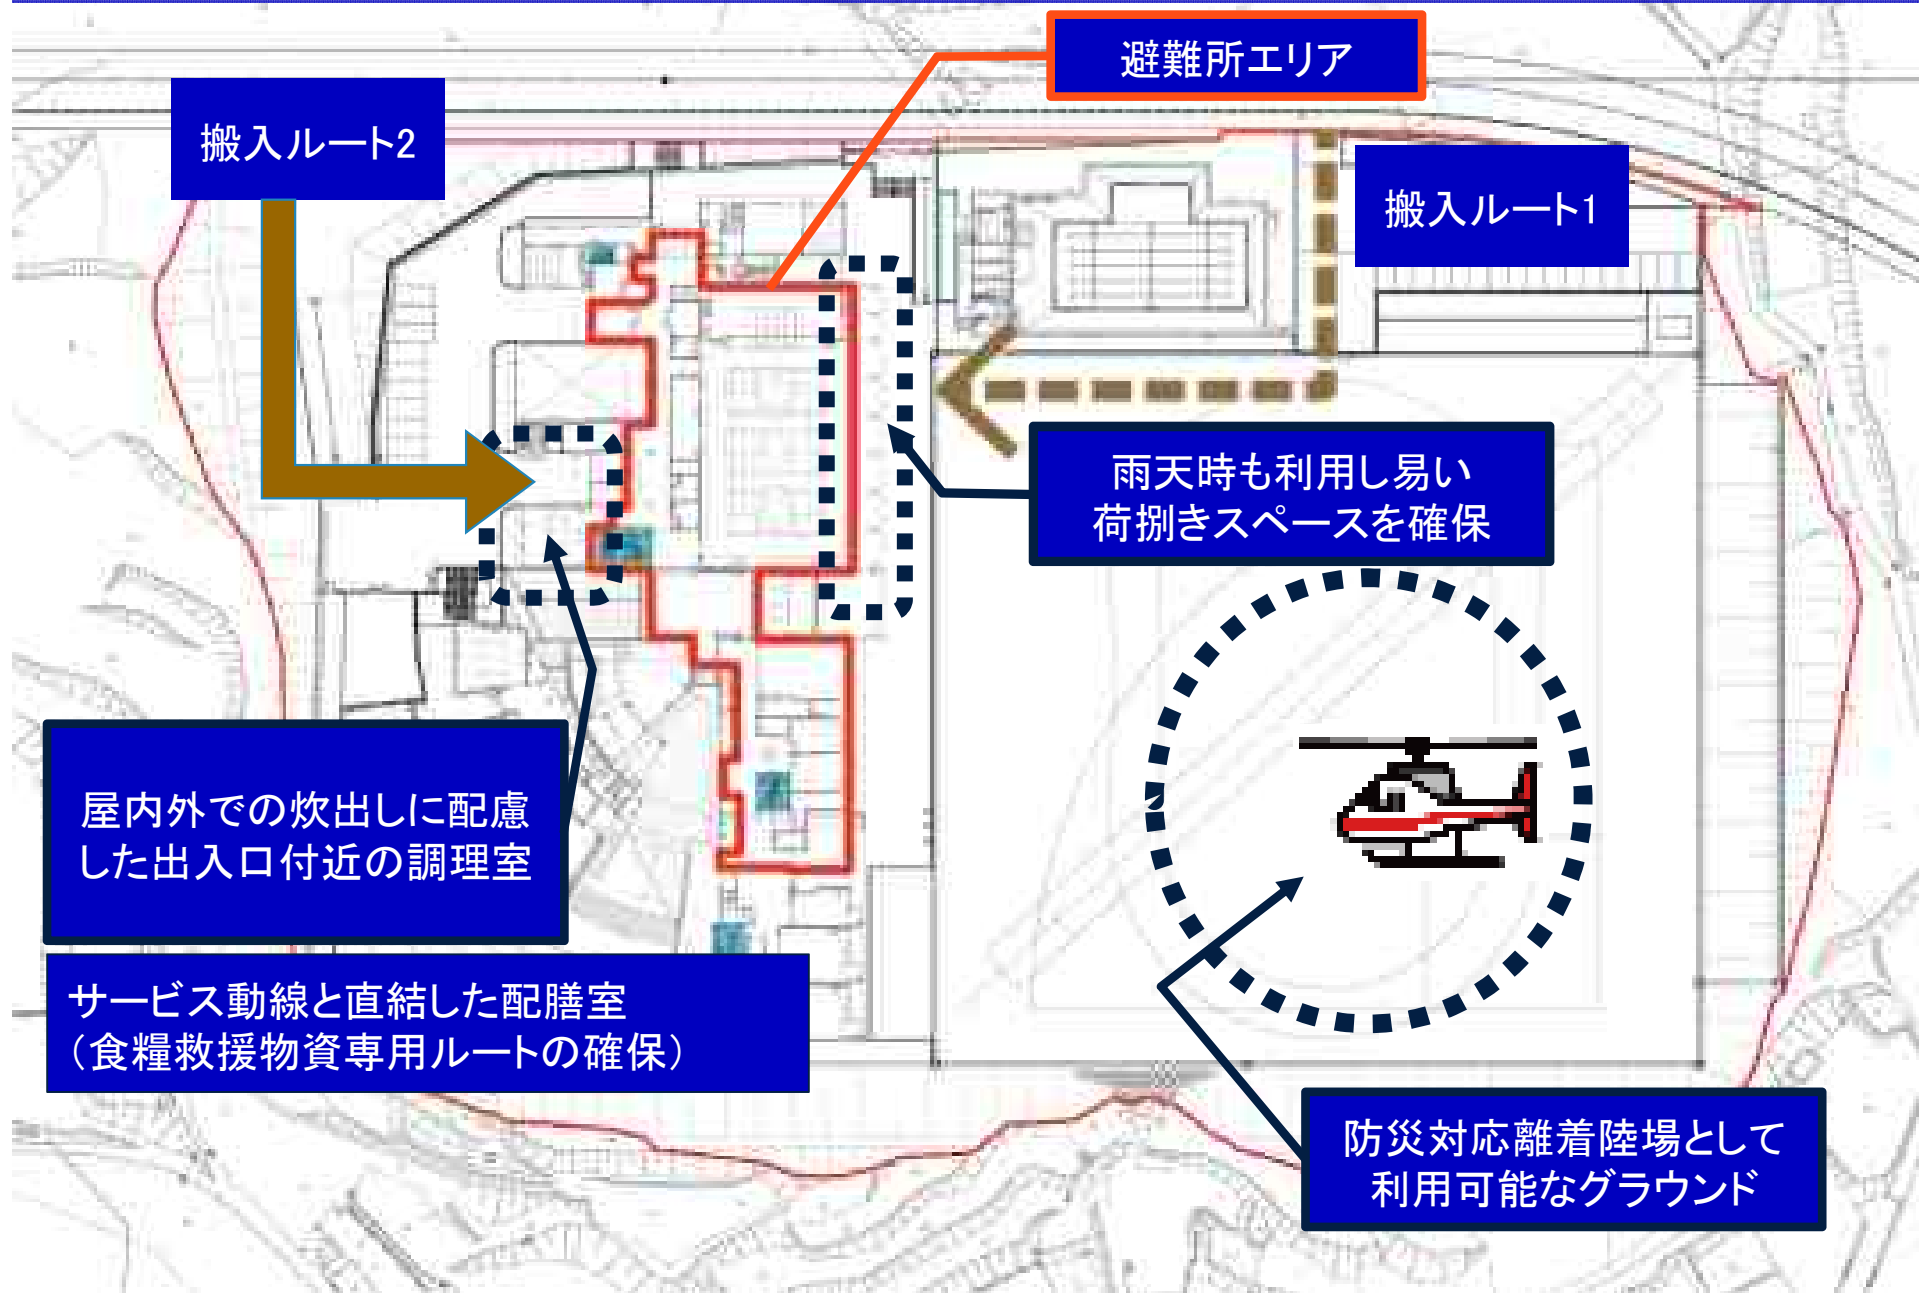 避難所エリア
搬入ルート2
搬入ルート1
雨天時も利用し易い
荷捌きスペースを確保
屋内外での炊出しに配慮
した出入口付近の調理室
サービス動線と直結した配膳室
（食糧救援物資専用ルートの確保）
防災対応離着陸場として
利用可能なグラウンド